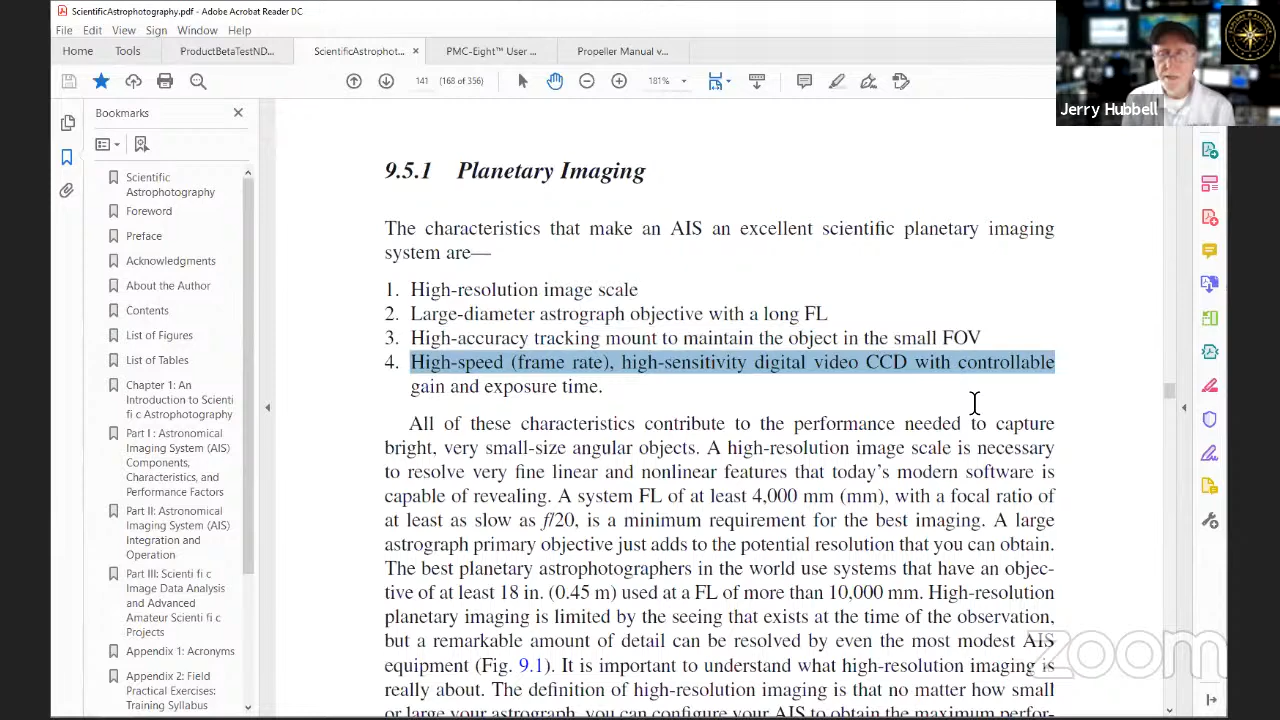 ScientificAstrophotography.pdf - Adobe Acrobat Reader DC
File Edit View Sign Window Help
Home Tools ProductBetaTestND... ScientificAstrophot... × PMC-Eight™ User ... Propeller Manual v...
141 (168 of 356) 181%
Jerry Hubbell
Bookmarks
Scientific
Astrophotography
Foreword
Preface
Acknowledgments
About the Author
Contents
List of Figures
List of Tables
Chapter 1: An
Introduction to Scienti
fi c Astrophotography
Part I : Astronomical
Imaging System (AIS)
Components,
Characteristics, and
Performance Factors
Part II: Astronomical
Imaging System (AIS)
Integration and
Operation
Part III: Scienti fi c
Image Data Analysis
and Advanced
Amateur Scienti fi c
Projects
Appendix 1: Acronyms
Appendix 2: Field
Practical Exercises:
Training Syllabus
9.5.1 Planetary Imaging
The characteristics that make an AIS an excellent scientific planetary imaging
system are—
1. High-resolution image scale
2. Large-diameter astrograph objective with a long FL
3. High-accuracy tracking mount to maintain the object in the small FOV
4. High-speed (frame rate), high-sensitivity digital video CCD with controllable
gain and exposure time.
All of these characteristics contribute to the performance needed to capture
bright, very small-size angular objects. A high-resolution image scale is necessary
to resolve very fine linear and nonlinear features that today's modern software is
capable of revealing. A system FL of at least 4,000 mm (mm), with a focal ratio of
at least as slow as f/20, is a minimum requirement for the best imaging. A large
astrograph primary objective just adds to the potential resolution that you can obtain.
The best planetary astrophotographers in the world use systems that have an objec-
tive of at least 18 in. (0.45 m) used at a FL of more than 10,000 mm. High-resolution
planetary imaging is limited by the seeing that exists at the time of the observation,
but a remarkable amount of detail can be resolved by even the most modest AIS
equipment (Fig. 9.1). It is important to understand what high-resolution imaging is
really about. The definition of high-resolution imaging is that no matter how small
or large your astrograph, you can configure your AIS to obtain the maximum perfor-
zoom